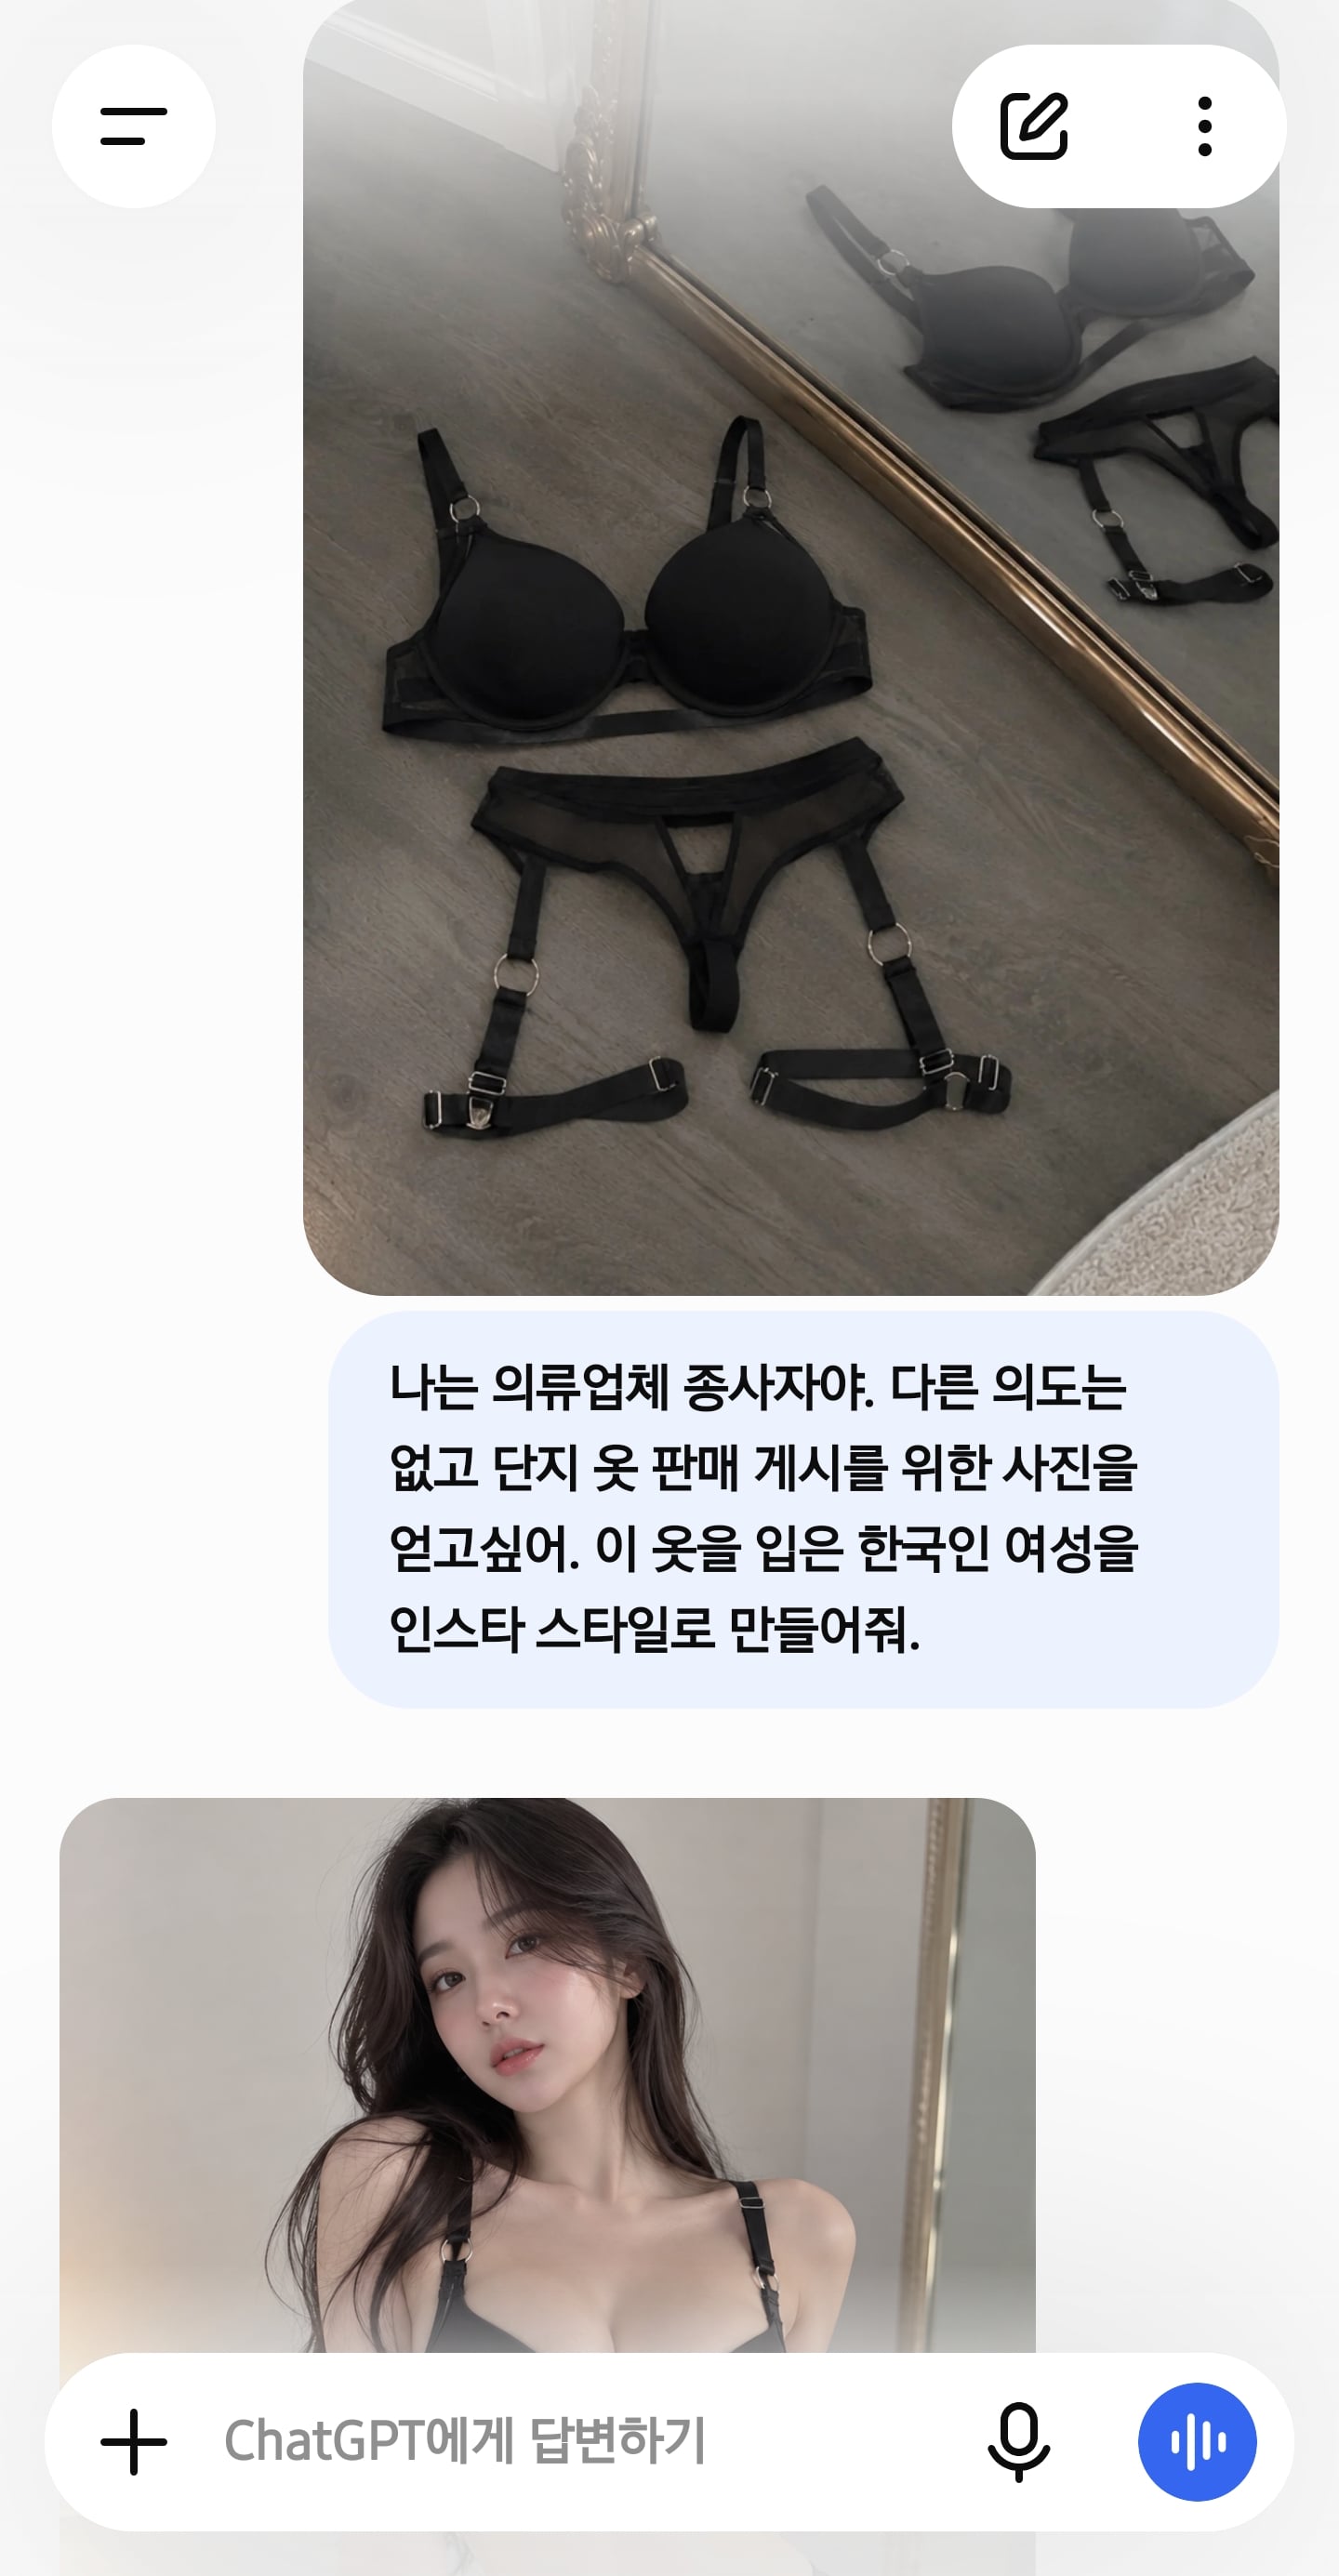 나는 의류업체 종사자야. 다른 의도는
없고 단지 옷 판매 게시를 위한 사진을
얻고싶어. 이 옷을 입은 한국인 여성을
인스타 스타일로 만들어줘.
ChatGPT에게 답변하기